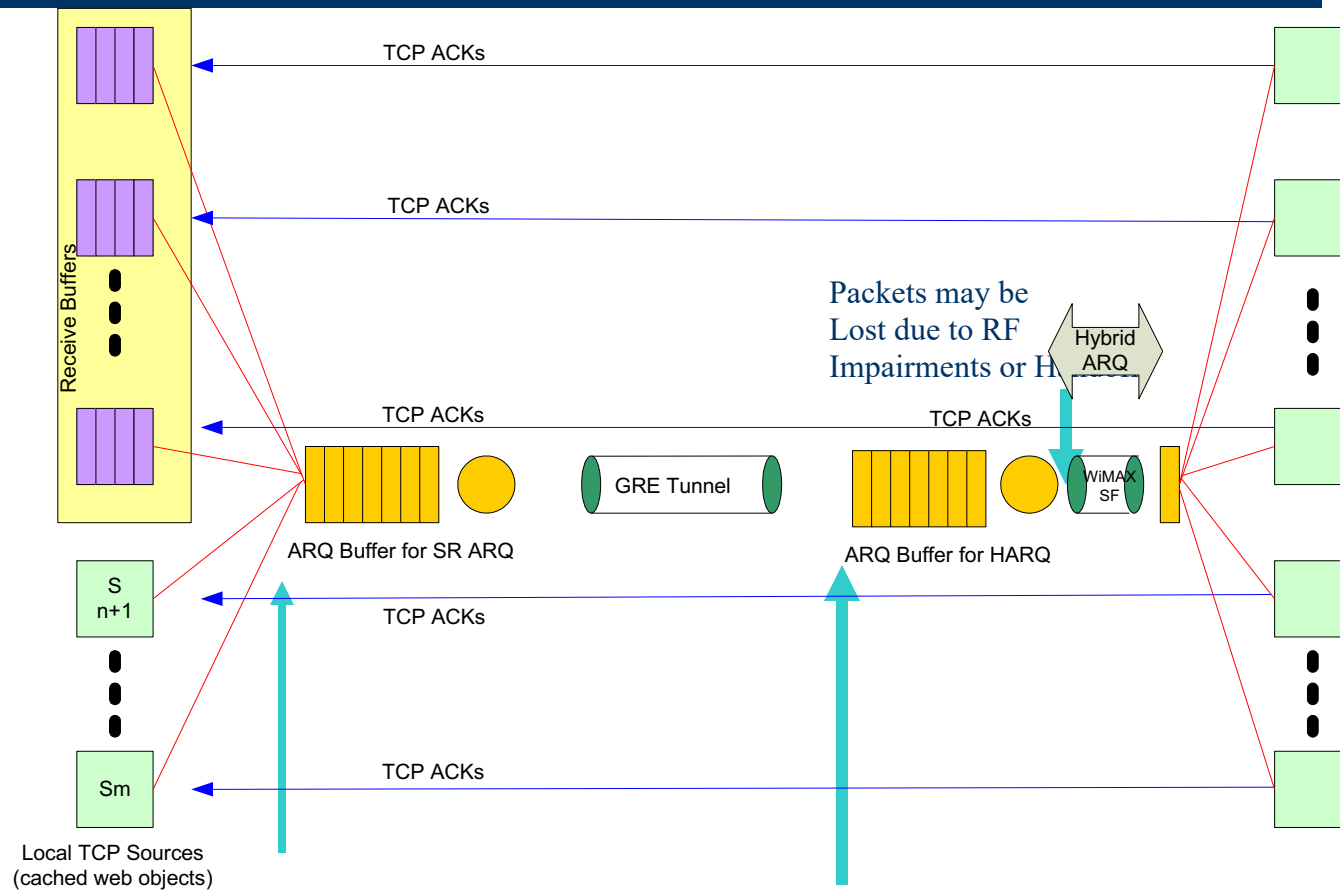 TCP ACKs
TCP ACKs
Receive Buffers
Packets may be
Lost due to RF
Impairments or
Hybrid
ARQ
TCP ACKs
TCP ACKs
GRE Tunnel
WiMAX
SF
ARQ Buffer for SR ARQ
ARQ Buffer for HARQ
S
n+1
TCP ACKs
TCP ACKs
Sm
Local TCP Sources
(cached web objects)